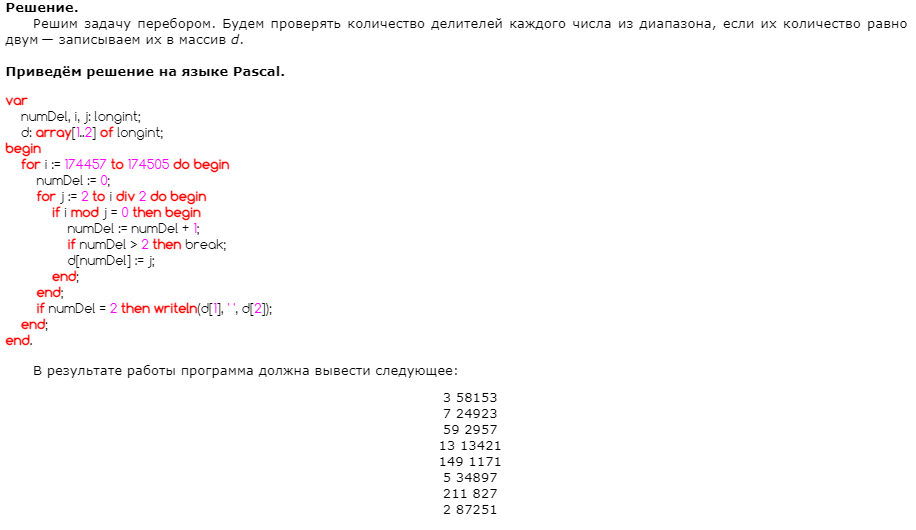 Решение.
Решим задачу перебором. Будем проверять количество делителей каждого числа из диапазона, если их количество равно
двум — записываем их в массив d.
Приведём решение на языке Pascal.
var
numDel, i, j: longint;
d: array[1..2] of longint;
begin
for i := 174457 to 174505 do begin
numDel := 0;
for j := 2 to i div 2 do begin
if i mod j = 0 then begin
numDel := numDel + 1;
if numDel > 2 then break;
d[numDel] := j;
end;
end;
if numDel = 2 then writeln(d[1], ' ', d[2]);
end;
end.
В результате работы программа должна вывести следующее:
3 58153
7 24923
59 2957
13 13421
149 1171
5 34897
211 827
2 87251